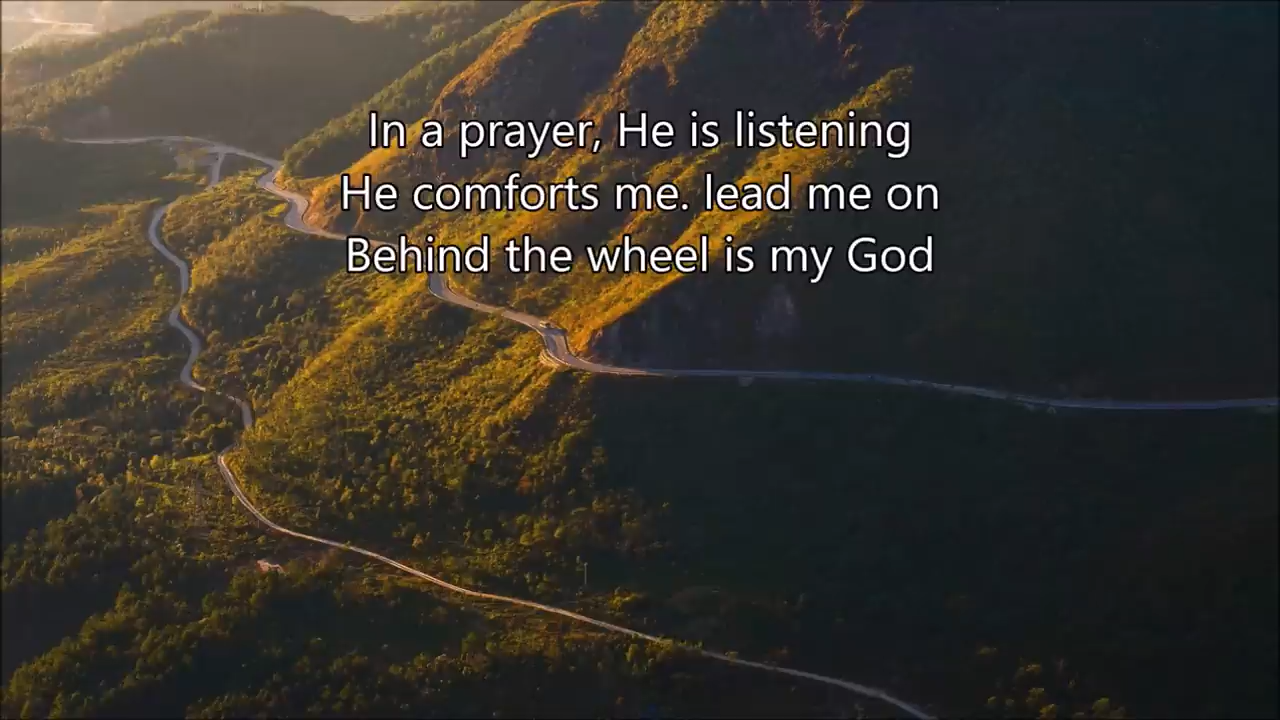 In a prayer, He is listening
He comforts me. lead me on
Behind the wheel is my God